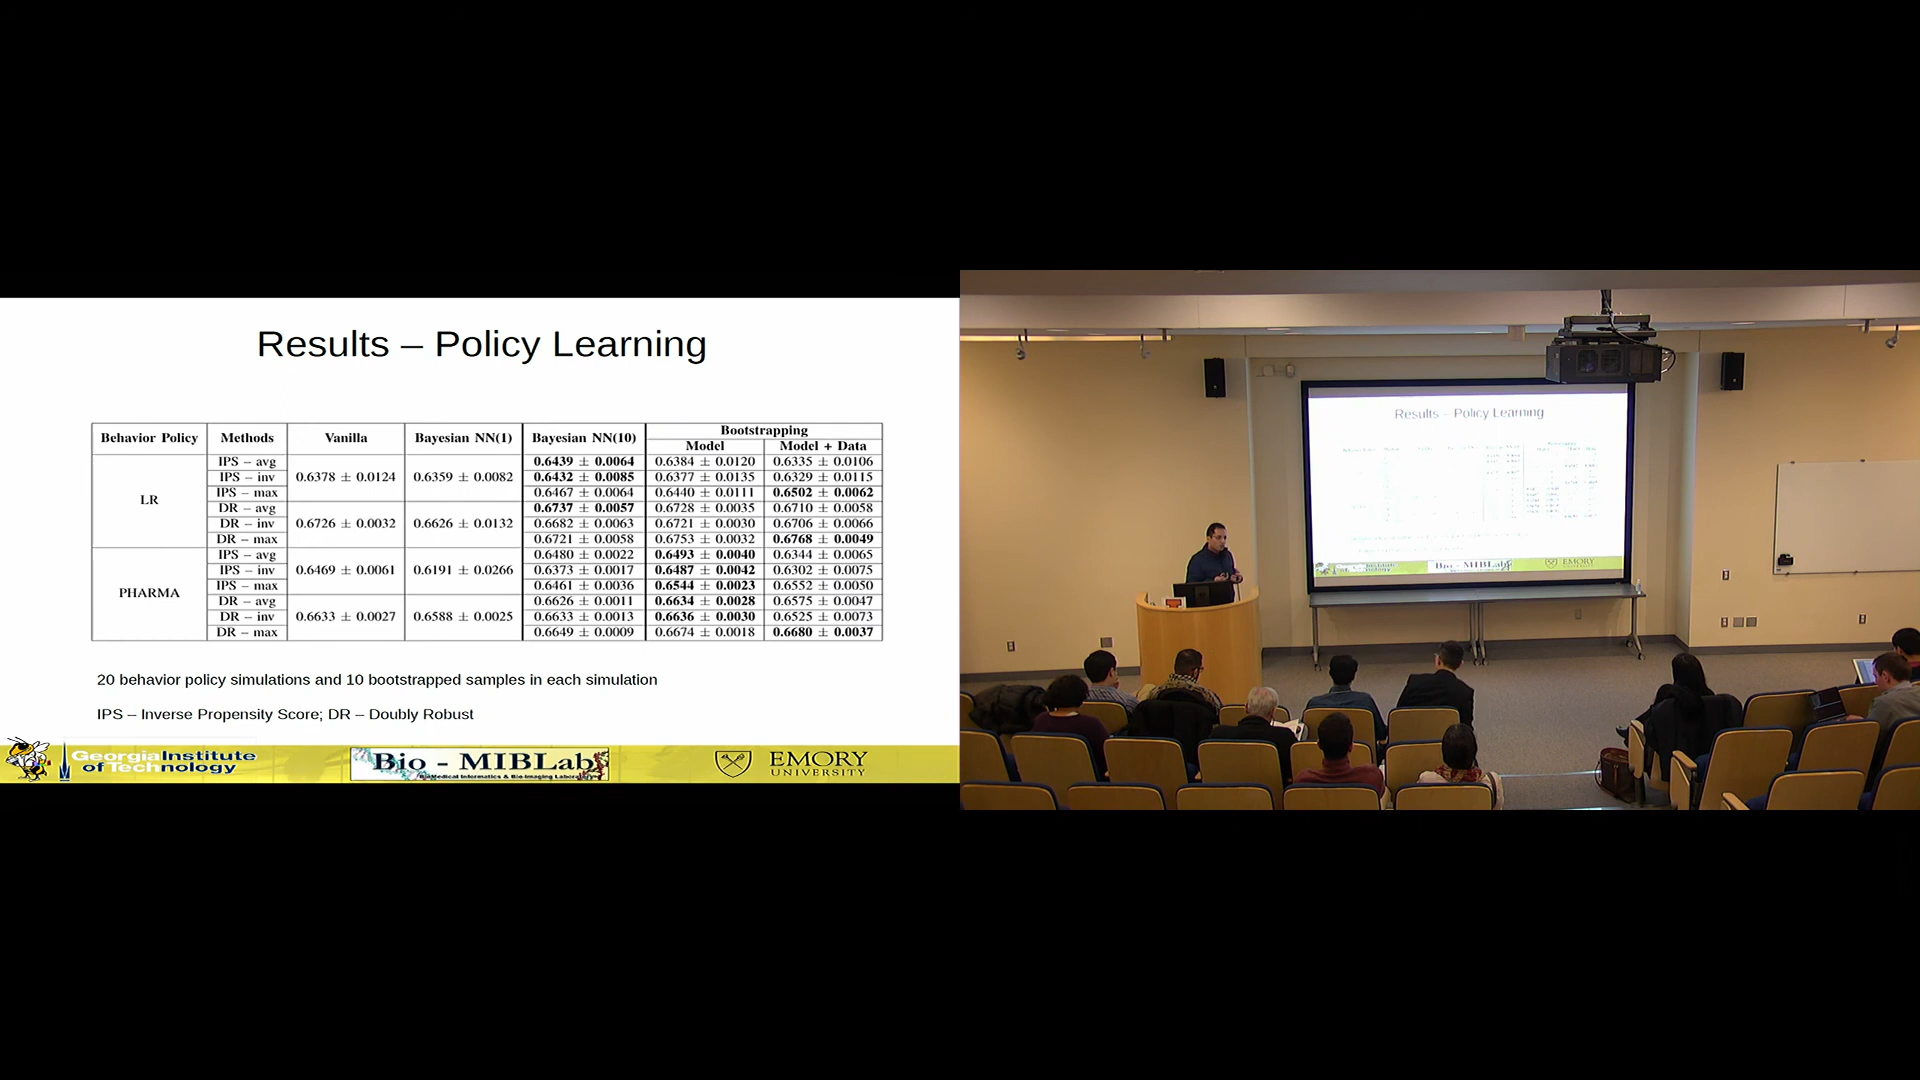 Results – Policy Learning
Behavior Policy Methods Vanilla Bayesian NN(1) Bayesian NN(10) Bootstrapping
Model Model + Data
LR IPS – avg 0.6378 ± 0.0124 0.6359 ± 0.0082 0.6439 ± 0.0064 0.6384 ± 0.0120 0.6335 ± 0.0106
IPS – inv 0.6432 ± 0.0085 0.6377 ± 0.0135 0.6329 ± 0.0115
IPS – max 0.6467 ± 0.0064 0.6440 ± 0.0111 0.6502 ± 0.0062
DR – avg 0.6726 ± 0.0032 0.6626 ± 0.0132 0.6737 ± 0.0057 0.6728 ± 0.0035 0.6710 ± 0.0058
DR – inv 0.6682 ± 0.0063 0.6721 ± 0.0030 0.6706 ± 0.0066
DR – max 0.6721 ± 0.0058 0.6753 ± 0.0032 0.6768 ± 0.0049
PHARMA IPS – avg 0.6469 ± 0.0061 0.6191 ± 0.0266 0.6480 ± 0.0022 0.6493 ± 0.0040 0.6344 ± 0.0065
IPS – inv 0.6373 ± 0.0017 0.6487 ± 0.0042 0.6302 ± 0.0075
IPS – max 0.6461 ± 0.0036 0.6544 ± 0.0023 0.6552 ± 0.0050
DR – avg 0.6633 ± 0.0027 0.6588 ± 0.0025 0.6626 ± 0.0011 0.6634 ± 0.0028 0.6575 ± 0.0047
DR – inv 0.6633 ± 0.0013 0.6636 ± 0.0030 0.6525 ± 0.0073
DR – max 0.6649 ± 0.0009 0.6674 ± 0.0018 0.6680 ± 0.0037
20 behavior policy simulations and 10 bootstrapped samples in each simulation
IPS – Inverse Propensity Score; DR – Doubly Robust
Georgia Institute
of Technology
Bio - MIBLab
BioMedical Informatics & Bio-Imaging Laboratory
EMORY
UNIVERSITY
Results – Policy Learning
Bio - MIBLab
EMORY